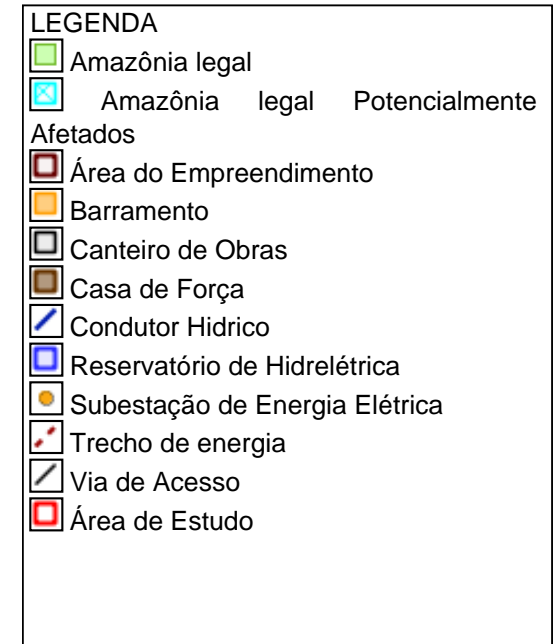 LEGENDA
Amazônia legal
Amazônia legal Potencialmente
Afetados
Área do Empreendimento
Barramento
Canteiro de Obras
Casa de Força
Condutor Hidrico
Reservatório de Hidrelétrica
Subestação de Energia Elétrica
Trecho de energia
Via de Acesso
Área de Estudo